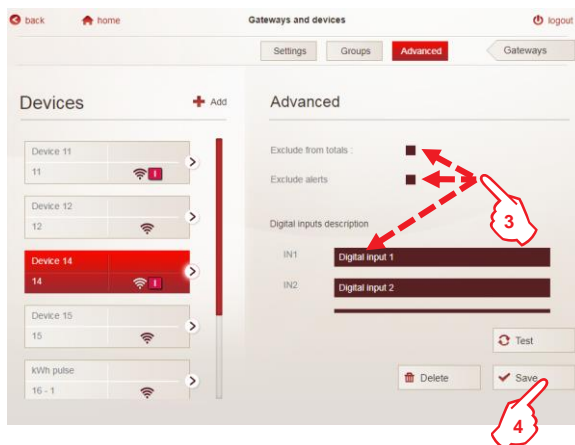 back home Gateways and devices logout
Settings Groups Advanced Gateways
Devices Add
Device 11
11 I
Device 12
12
Device 14
14 I
Device 15
15
kWh pulse
16 - 1
Advanced
Exclude from totals :
Exclude alerts
3
Digital inputs description
IN1 Digital input 1
IN2 Digital input 2
Test
Delete Save
4